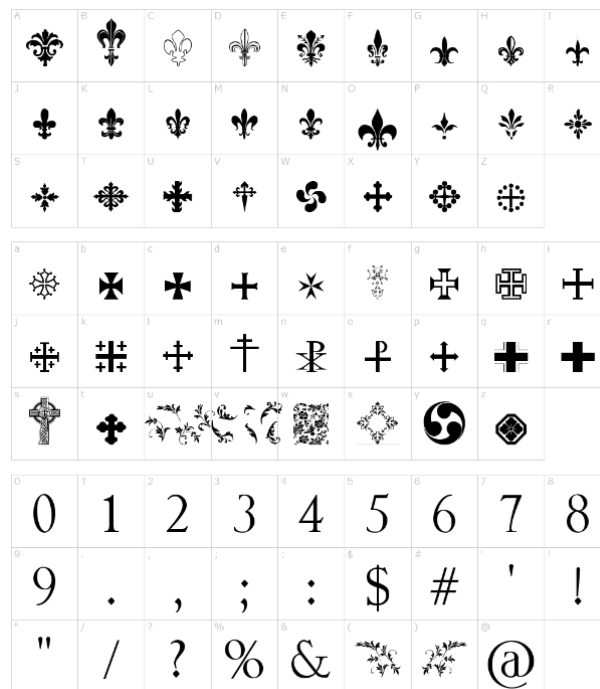 A B C D E F G H I
J K L M N O P Q R
S T U V W X Y Z
a b c d e f g h i
j k l m n o p q r
s t u v w x y z
0 1 2 3 4 5 6 7 8
0 1 2 3 4 5 6 7 8
9 . , ; : $ # ' !
9 . , ; : $ # ' !
" / ? % & ( ) @
" / ? % & @